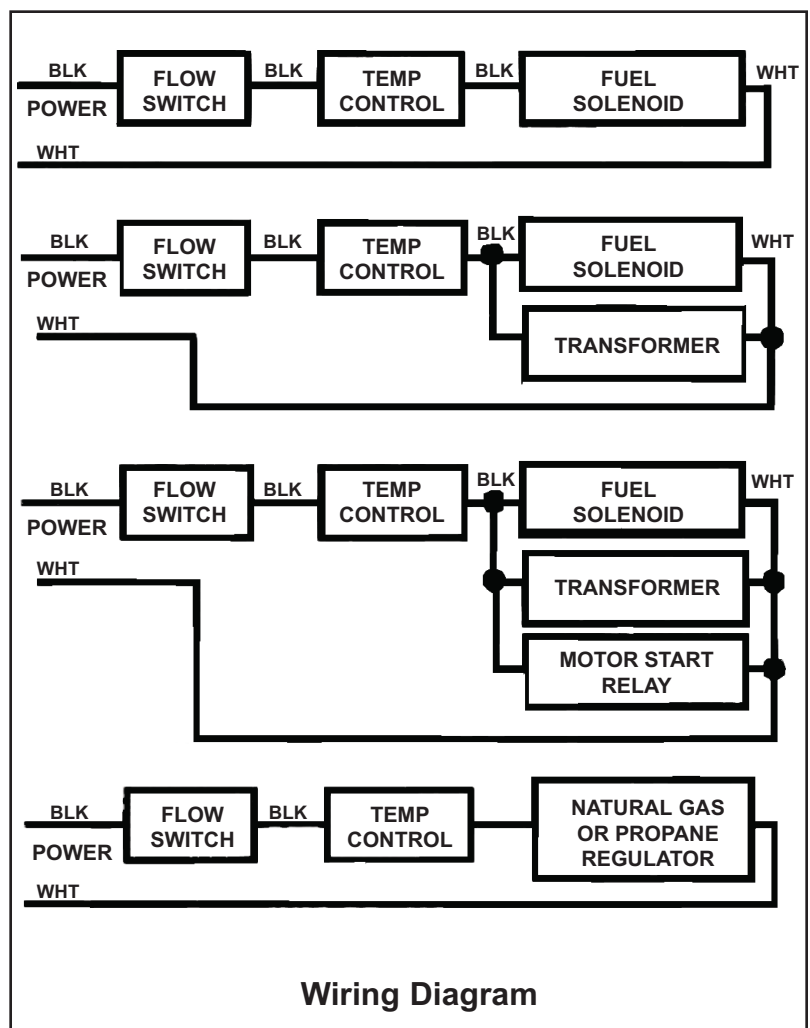 BLK FLOW SWITCH BLK TEMP CONTROL BLK FUEL SOLENOID WHT
POWER
WHT
BLK FLOW SWITCH BLK TEMP CONTROL BLK FUEL SOLENOID WHT
POWER
WHT
TRANSFORMER
BLK FLOW SWITCH BLK TEMP CONTROL BLK FUEL SOLENOID WHT
POWER
WHT
TRANSFORMER
MOTOR START
RELAY
BLK FLOW SWITCH BLK TEMP CONTROL NATURAL GAS OR PROPANE REGULATOR
POWER
WHT
Wiring Diagram